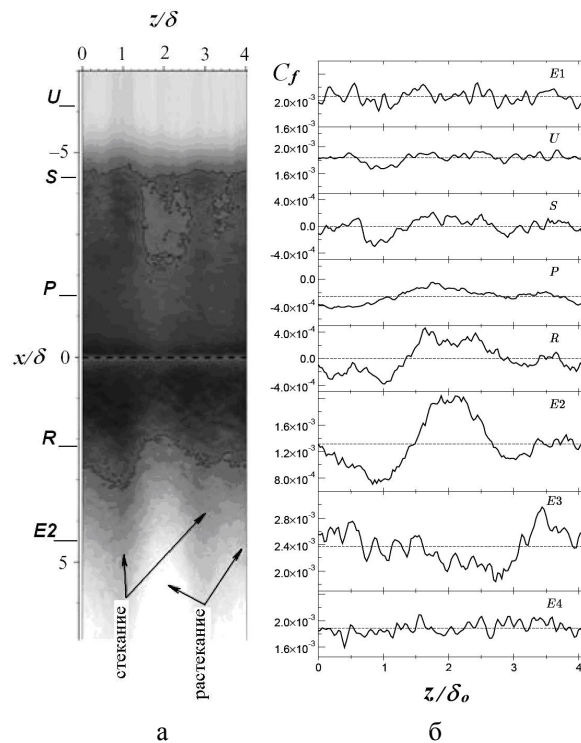 z/δ
0 1 2 3 4
U
−5
S
P
x/δ 0
R
E2
5
стекание
растекание
а
C_f
E1
2.0×10⁻³
1.6×10⁻³
U
2.0×10⁻³
1.6×10⁻³
S
4.0×10⁻⁴
0.0
-4.0×10⁻⁴
P
0.0
-4.0×10⁻⁴
R
4.0×10⁻⁴
0.0
-4.0×10⁻⁴
E2
1.6×10⁻³
1.2×10⁻³
8.0×10⁻⁴
E3
2.8×10⁻³
2.4×10⁻³
2.0×10⁻³
E4
2.0×10⁻³
1.6×10⁻³
0 1 2 3 4
z/δ₀
б